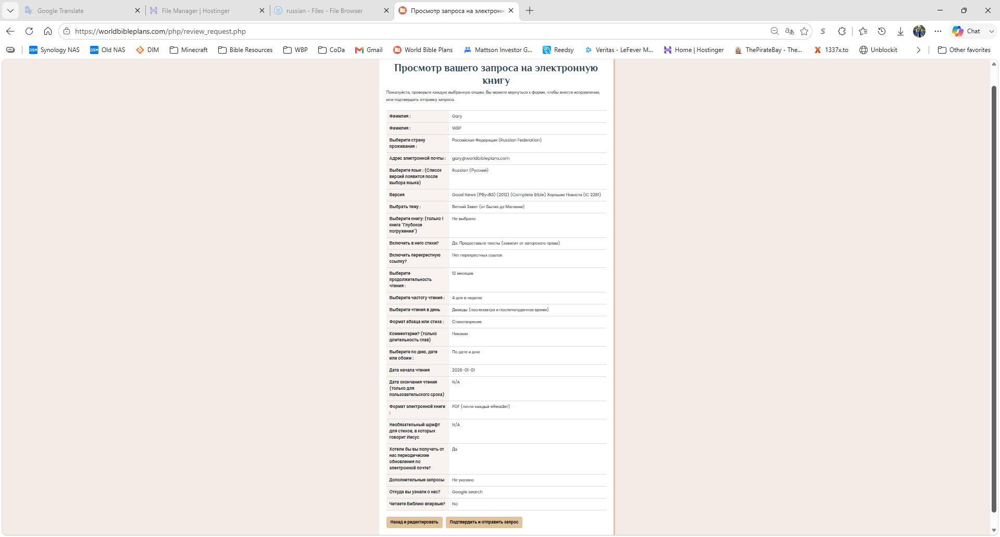 Google Translate
File Manager | Hostinger
russian - Files - File Browser
Просмотр запроса на электронн
https://worldbibleplans.com/php/review_request.php
Chat
Synology NAS
Old NAS
DIM
Minecraft
Bible Resources
WBP
CoDa
Gmail
World Bible Plans
Mattson Investor G...
Reedsy
Veritas - LeFever M...
Home | Hostinger
ThePirateBay - The...
1337x.to
Unblockit
Other favorites
Просмотр вашего запроса на электронную
книгу
Пожалуйста, проверьте каждую выбранную опцию. Вы можете вернуться к форме, чтобы внести исправления,
или подтвердить отправку запроса.
Фамилия : Gary
Фамилия : WBP
Выберите страну Российская Федерация (Russian Federation)
проживания :
Адрес электронной почты : gary@worldbibleplans.com
Выберите язык : (Список Russian (Русский)
версий появится после
выбора языка)
Версия Good News (РВучВЗ) (2012) (Complete Bible) Хорошие Новости (IC 2281)
Выбрать тему : Ветхий Завет (от Бытия до Малахии)
Выберите книгу: (только 1 Не выбрано
книга "Глубокое
погружение")
Включить в него стихи? Да. Предоставьте тексты (зависит от авторского права)
Включить перекрестную Нет перекрестных ссылок
ссылку?
Выберите 12 месяцев
продолжительность
чтения :
Выберите частоту чтения : 4 дня в неделю
Выберите чтения в день Дважды (послезавтра и послеполуденное время)
Формат абзаца или стиха : Стихотворение
Комментарии? (только Никаких
длительность глав)
Выберите по дню, дате По дате и дню
или обоим :
Дата начала чтения 2026-01-01
Дата окончания чтения N/A
(только для
пользовательского срока)
Формат электронной книги PDF (почти каждый eReader)
:
Необязательный шрифт N/A
для стихов, в которых
говорит Иисус
Хотели бы вы получать от Да
нас периодические
обновления по
электронной почте?
Дополнительные запросы Не указано
Откуда вы узнали о нас? Google search
Читаете Библию впервые? No
Назад и редактировать Подтвердить и отправить запрос